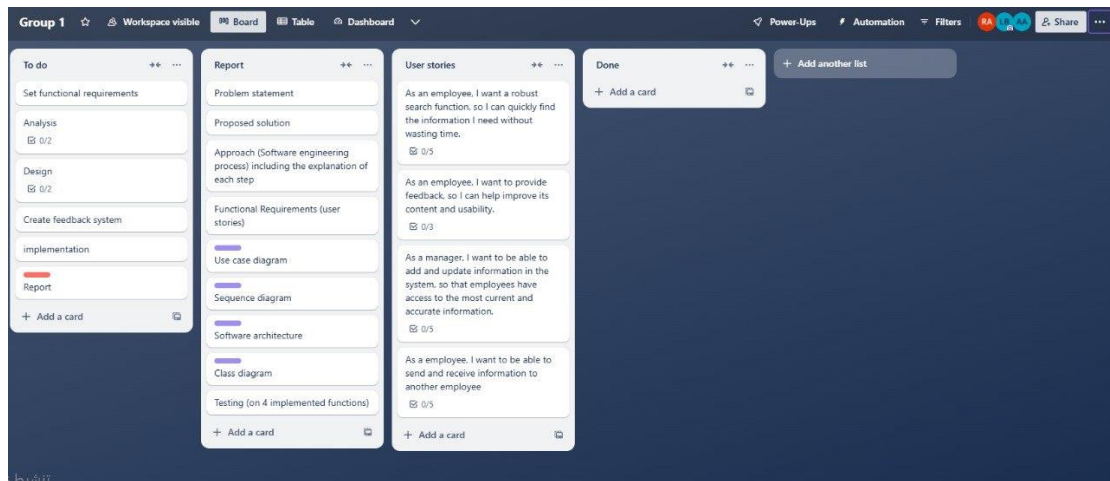 Group 1 Workspace visible Board Table Dashboard Power-Ups Automation Filters RA LB AA Share
To do
Set functional requirements
Analysis
0/2
Design
0/2
Create feedback system
implementation
Report
+ Add a card
Report
Problem statement
Proposed solution
Approach (Software engineering
process) including the explanation of
each step
Functional Requirements (user
stories)
Use case diagram
Sequence diagram
Software architecture
Class diagram
Testing (on 4 implemented functions)
+ Add a card
User stories
As an employee, I want a robust
search function, so I can quickly find
the information I need without
wasting time.
0/5
As an employee, I want to provide
feedback, so I can help improve its
content and usability.
0/3
As a manager, I want to be able to
add and update information in the
system, so that employees have
access to the most current and
accurate information.
0/5
As a employee, I want to be able to
send and receive information to
another employee
0/5
+ Add a card
Done
+ Add a card
+ Add another list